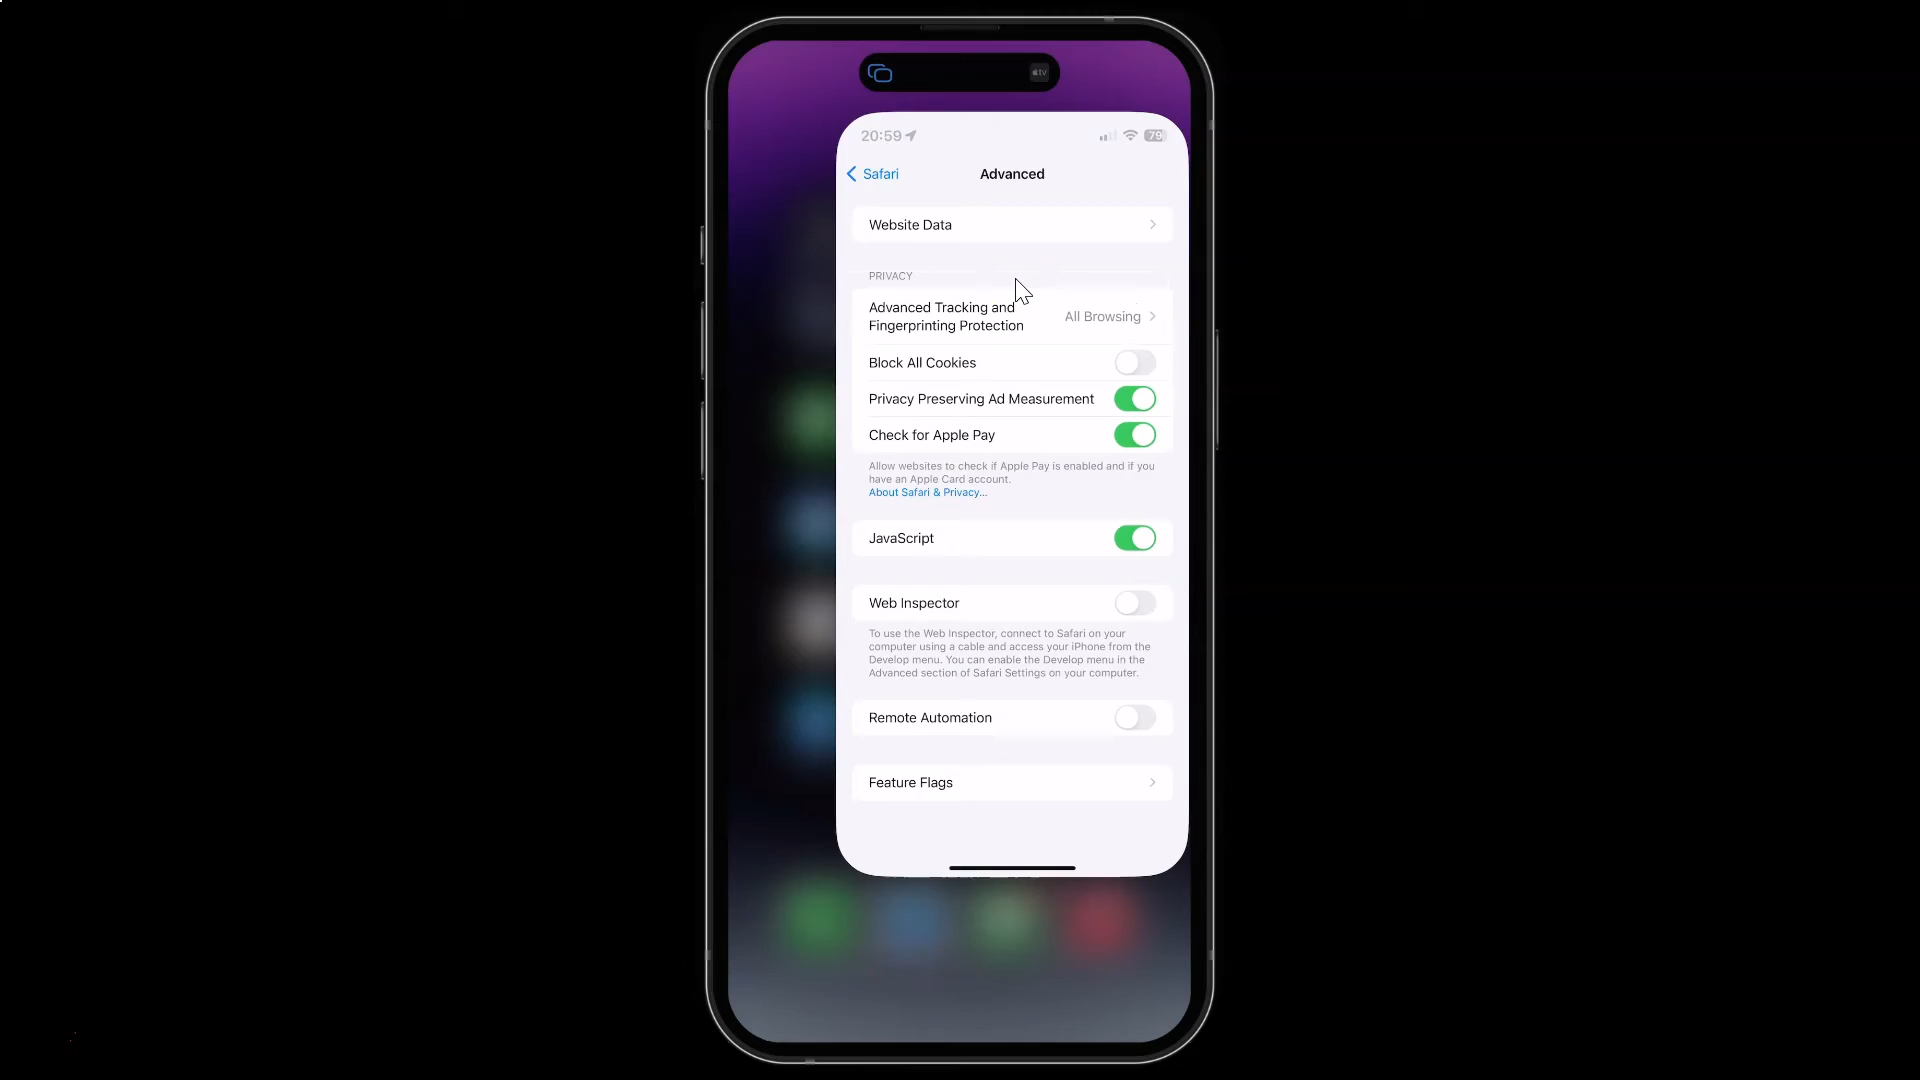 tv
20:59
79
Safari
Advanced
Website Data
PRIVACY
Advanced Tracking and
Fingerprinting Protection
All Browsing
Block All Cookies
Privacy Preserving Ad Measurement
Check for Apple Pay
Allow websites to check if Apple Pay is enabled and if you
have an Apple Card account.
About Safari & Privacy...
JavaScript
Web Inspector
To use the Web Inspector, connect to Safari on your
computer using a cable and access your iPhone from the
Develop menu. You can enable the Develop menu in the
Advanced section of Safari Settings on your computer.
Remote Automation
Feature Flags